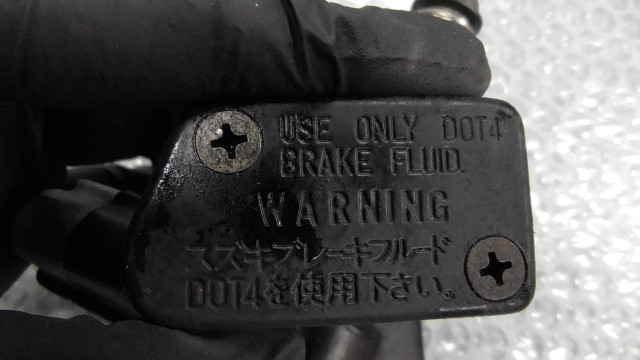 USE ONLY DOT4
BRAKE FLUID.
WARNING
スズキブレーキフルード
DOT4を使用下さい。